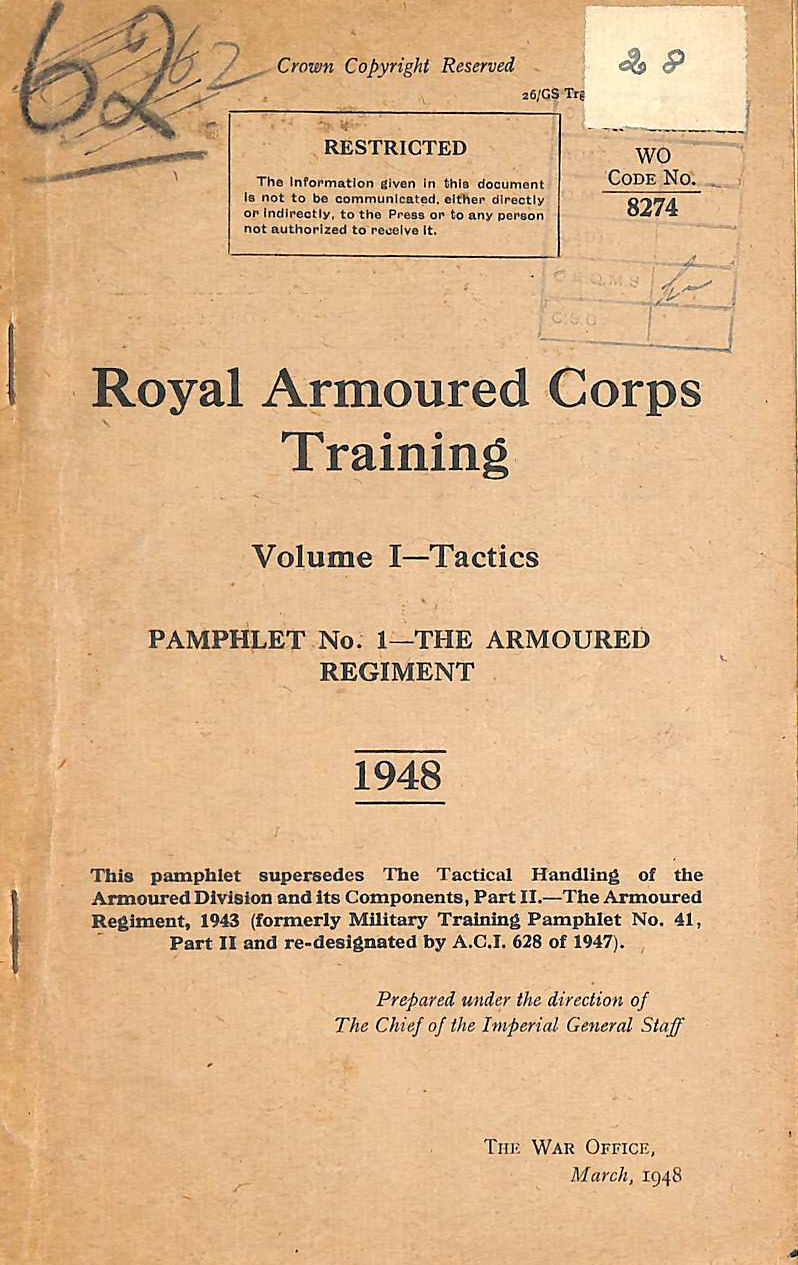 62
62
Crown Copyright Reserved
28
26/GS Trg
RESTRICTED
The information given in this document
is not to be communicated, either directly
or indirectly, to the Press or to any person
not authorized to receive it.
WO
CODE No.
8274
C.S.O.
Royal Armoured Corps
Training
Volume I—Tactics
PAMPHLET No. 1—THE ARMOURED
REGIMENT
1948
This pamphlet supersedes The Tactical Handling of the
Armoured Division and its Components, Part II.—The Armoured
Regiment, 1943 (formerly Military Training Pamphlet No. 41,
Part II and re-designated by A.C.I. 628 of 1947).
Prepared under the direction of
The Chief of the Imperial General Staff
THE WAR OFFICE,
March, 1948